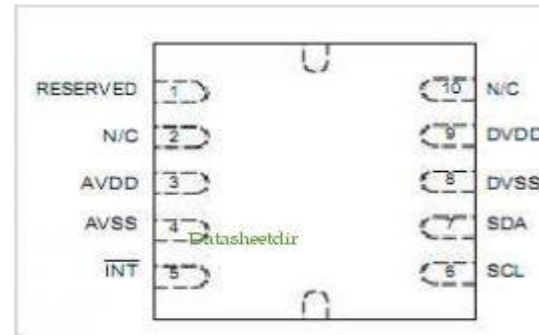 RESERVED 1 10 N/C
N/C 2 9 DVDD
AVDD 3 8 DVSS
AVSS 4 7 SDA
Datasheetdir
INT 5 6 SCL